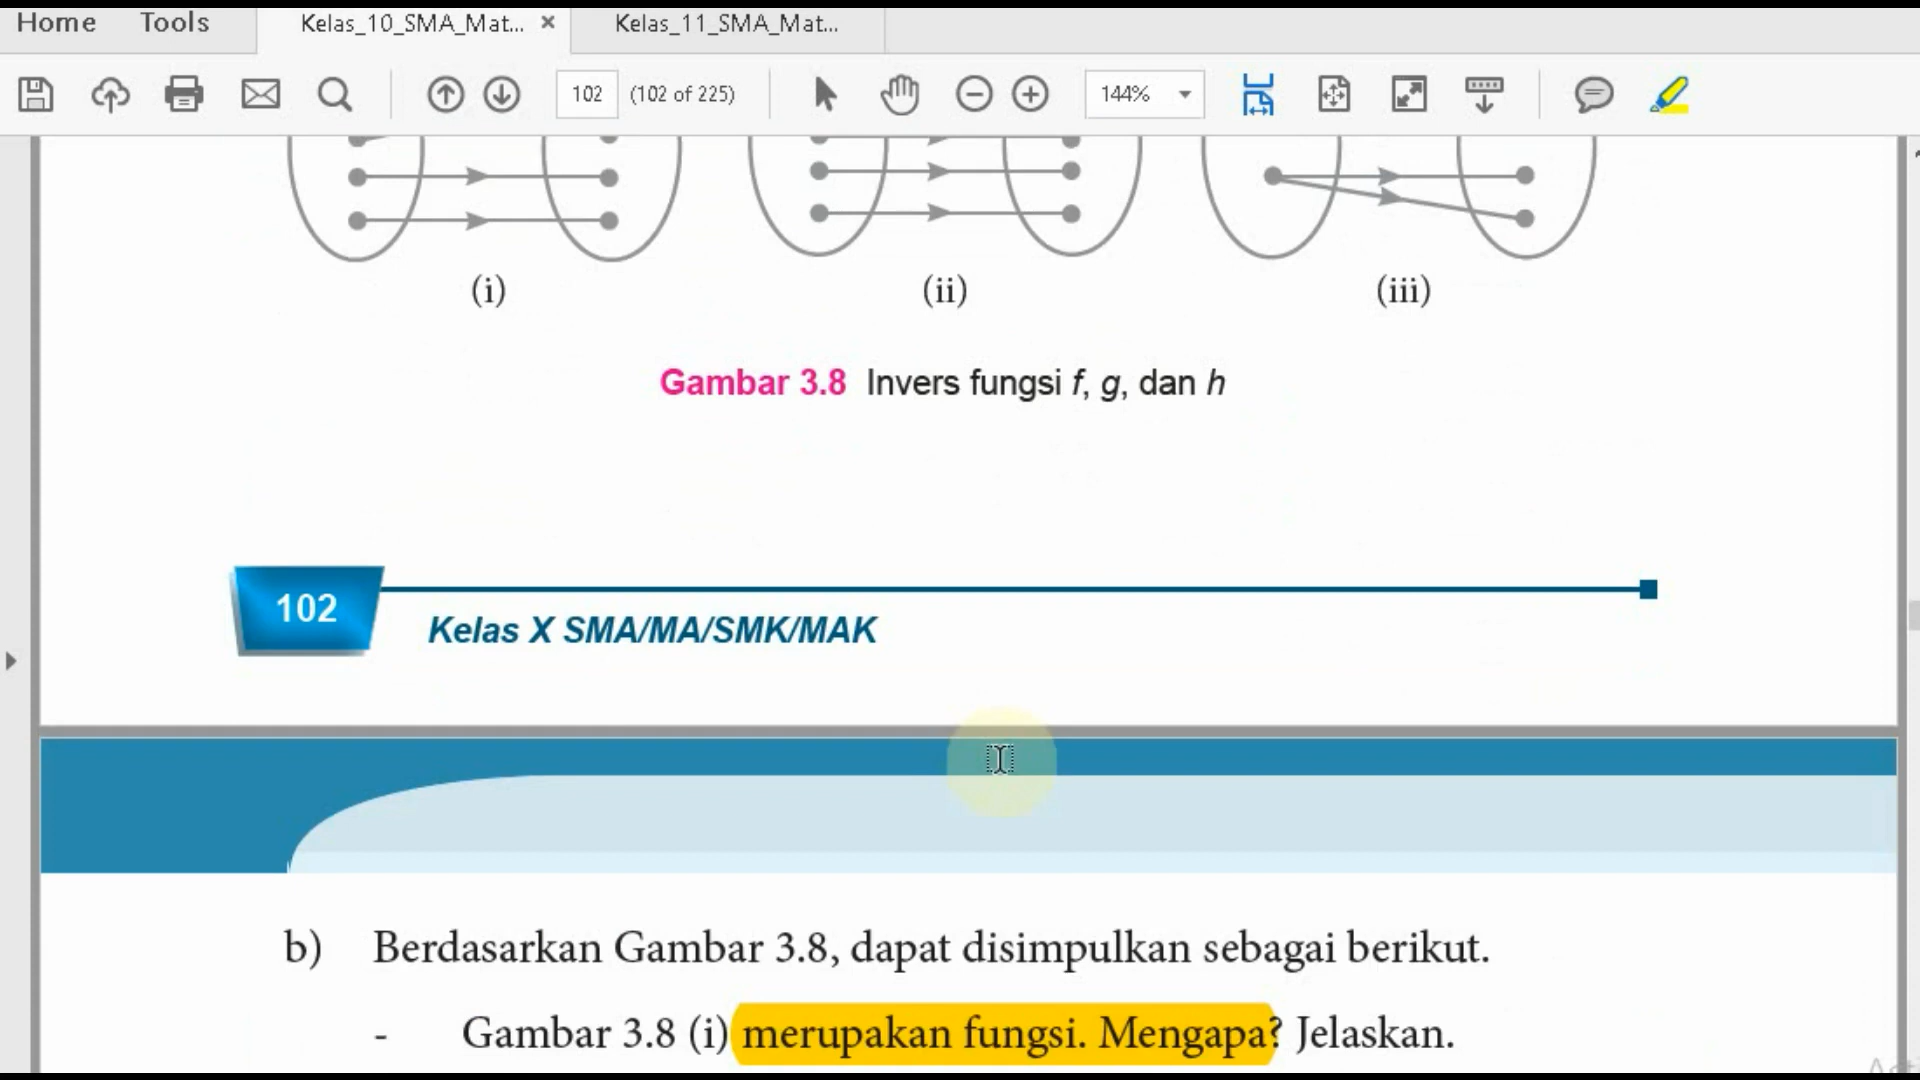 Home Tools Kelas_10_SMA_Mat... × Kelas_11_SMA_Mat...
102 (102 of 225) 144%
(i) (ii) (iii)
Gambar 3.8 Invers fungsi f, g, dan h
102
Kelas X SMA/MA/SMK/MAK
b) Berdasarkan Gambar 3.8, dapat disimpulkan sebagai berikut.
- Gambar 3.8 (i) merupakan fungsi. Mengapa? Jelaskan.